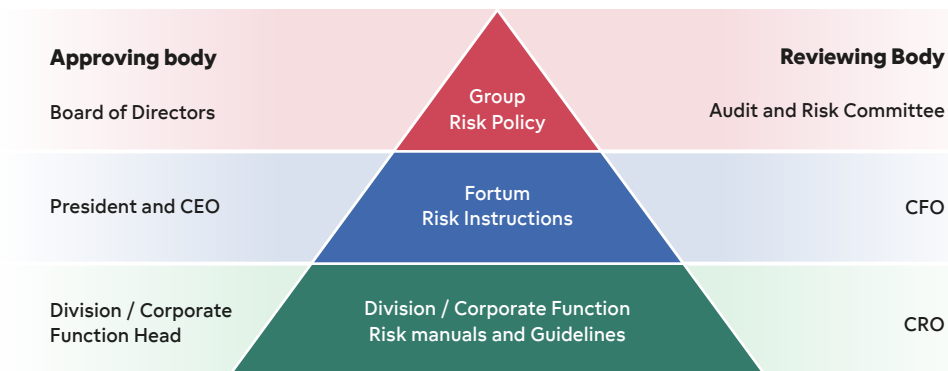 Approving body
Reviewing Body
Board of Directors
Group
Risk Policy
Audit and Risk Committee
President and CEO
Fortum
Risk Instructions
CFO
Division / Corporate
Function Head
Division / Corporate Function
Risk manuals and Guidelines
CRO